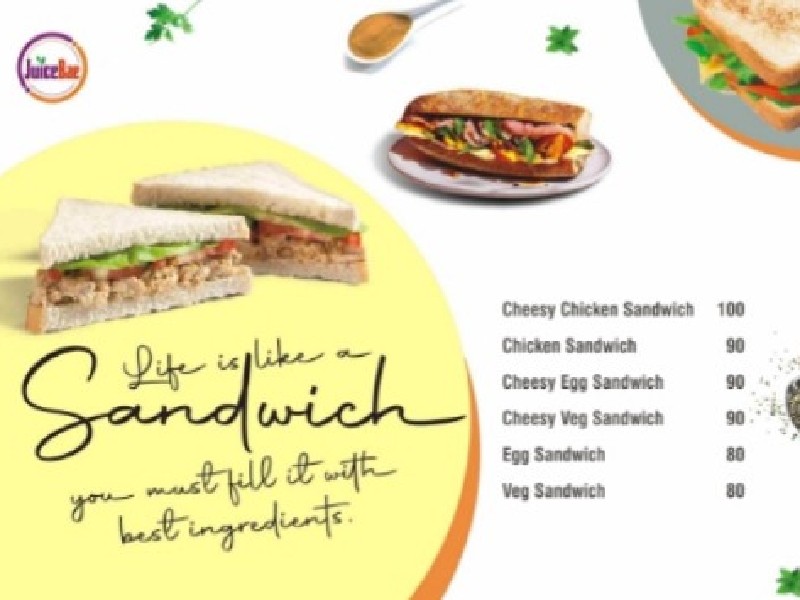 JuiceBae
Life is like a
Sandwich
you must fill it with
best ingredients.
Cheesy Chicken Sandwich 100
Chicken Sandwich 90
Cheesy Egg Sandwich 90
Cheesy Veg Sandwich 90
Egg Sandwich 80
Veg Sandwich 80